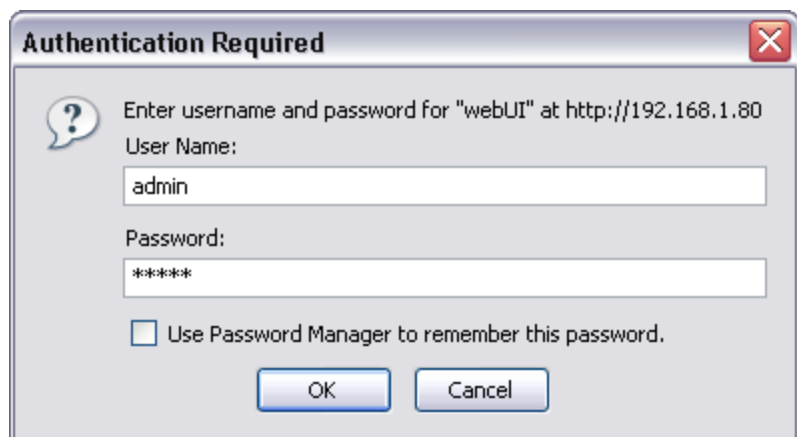 Authentication Required
Enter username and password for "webUI" at http://192.168.1.80
User Name:
admin
Password:
*****
Use Password Manager to remember this password.
OK
Cancel